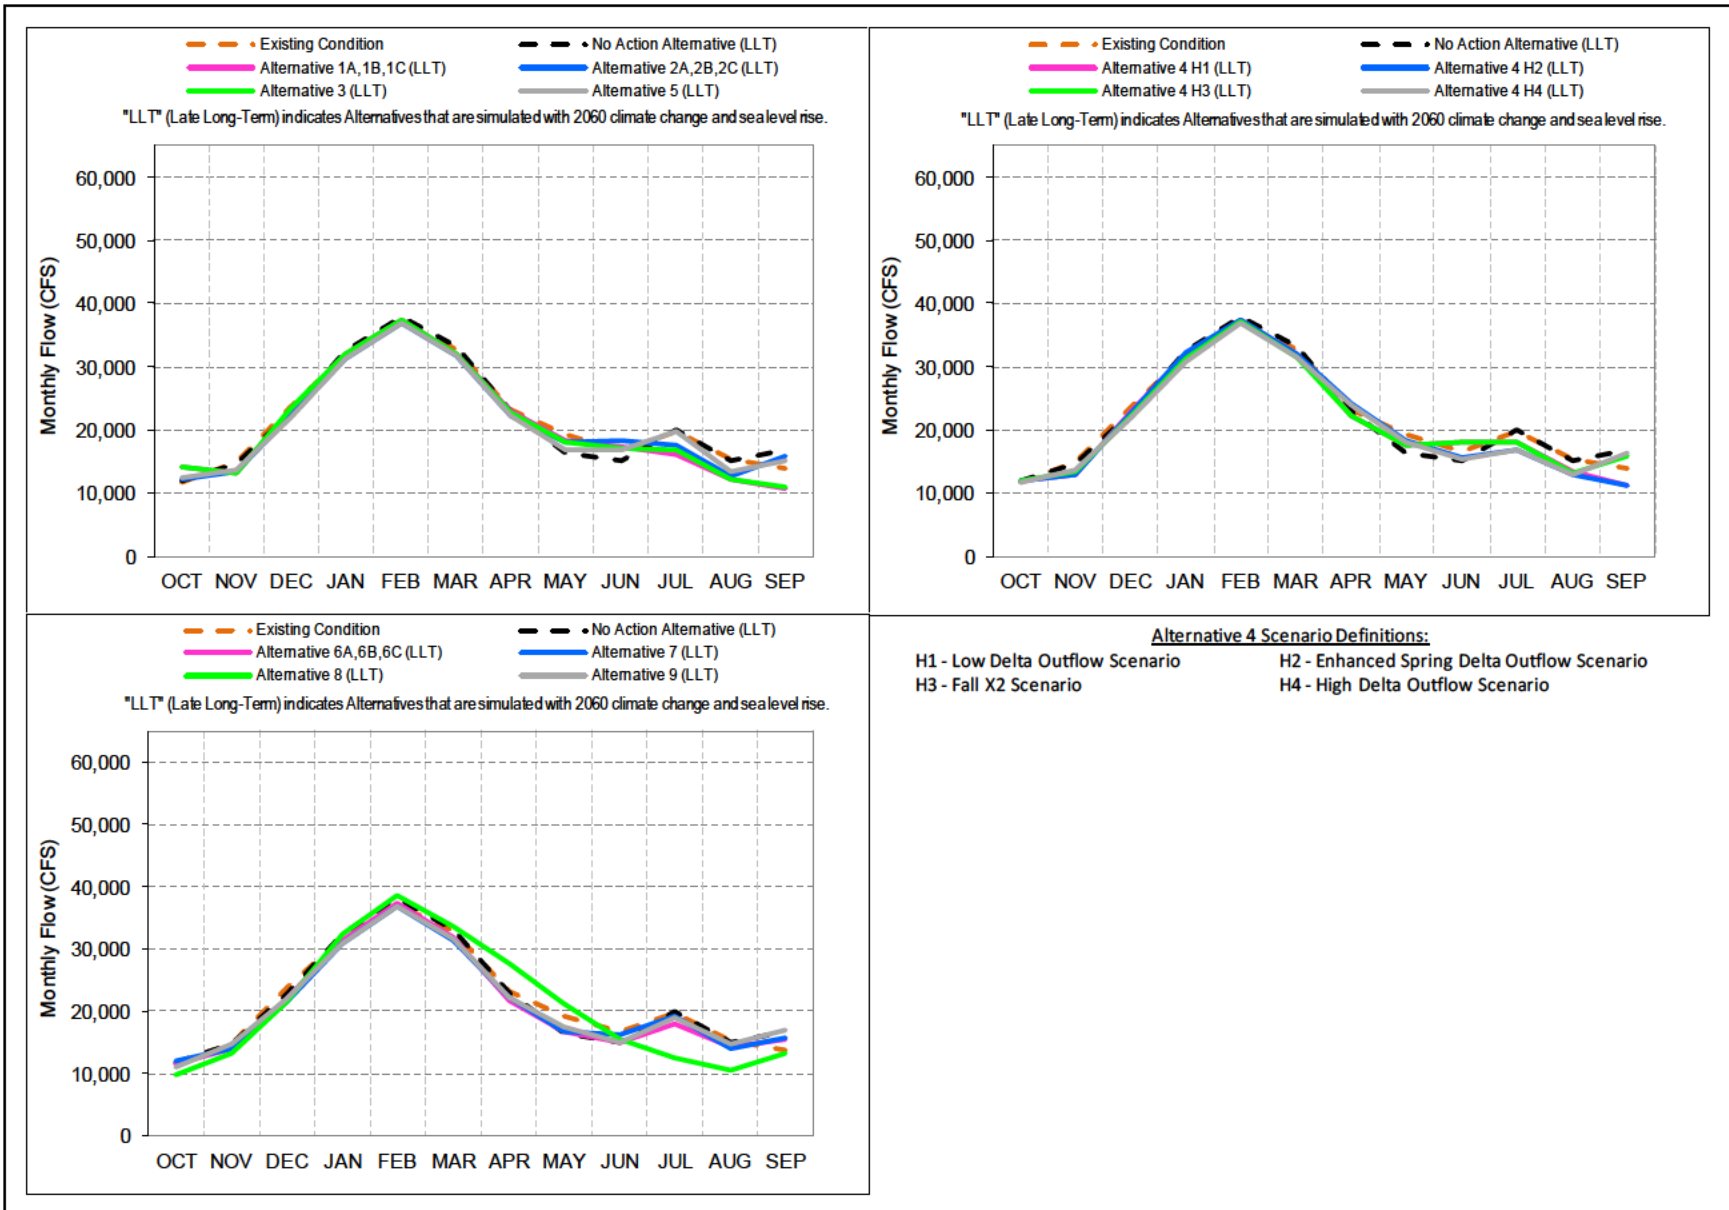 Existing Condition No Action Alternative (LLT)
Alternative 1A,1B,1C (LLT) Alternative 2A,2B,2C (LLT)
Alternative 3 (LLT) Alternative 5 (LLT)
"LLT" (Late Long-Term) indicates Alternatives that are simulated with 2060 climate change and sea level rise.
Monthly Flow (CFS)
60,000
50,000
40,000
30,000
20,000
10,000
0
OCT NOV DEC JAN FEB MAR APR MAY JUN JUL AUG SEP
Existing Condition No Action Alternative (LLT)
Alternative 4 H1 (LLT) Alternative 4 H2 (LLT)
Alternative 4 H3 (LLT) Alternative 4 H4 (LLT)
"LLT" (Late Long-Term) indicates Alternatives that are simulated with 2060 climate change and sea level rise.
Monthly Flow (CFS)
60,000
50,000
40,000
30,000
20,000
10,000
0
OCT NOV DEC JAN FEB MAR APR MAY JUN JUL AUG SEP
Existing Condition No Action Alternative (LLT)
Alternative 6A,6B,6C (LLT) Alternative 7 (LLT)
Alternative 8 (LLT) Alternative 9 (LLT)
"LLT" (Late Long-Term) indicates Alternatives that are simulated with 2060 climate change and sea level rise.
Monthly Flow (CFS)
60,000
50,000
40,000
30,000
20,000
10,000
0
OCT NOV DEC JAN FEB MAR APR MAY JUN JUL AUG SEP
Alternative 4 Scenario Definitions:
H1 - Low Delta Outflow Scenario H2 - Enhanced Spring Delta Outflow Scenario
H3 - Fall X2 Scenario H4 - High Delta Outflow Scenario